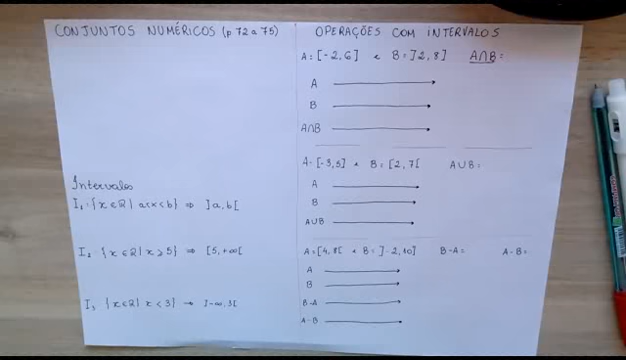 CONJUNTOS NUMÉRICOS (p 72 a 75)
Intervalos
I₁ = {x ∈ R | a<x<b} ⇒ ]a,b[
I₂ {x ∈ R | x ≥ 5} ⇒ [5,+∞[
I₃ {x ∈ R | x < 3} → ]-∞,3[
OPERAÇÕES COM INTERVALOS
A = [-2,6] e B = ]2,8] A∩B =
A
B
A∩B
A = [-3,5] e B = [2,7[ A∪B =
A
B
A∪B
A = [4,8[ e B = ]-2,10] B-A = A-B =
A
B
B-A
A-B